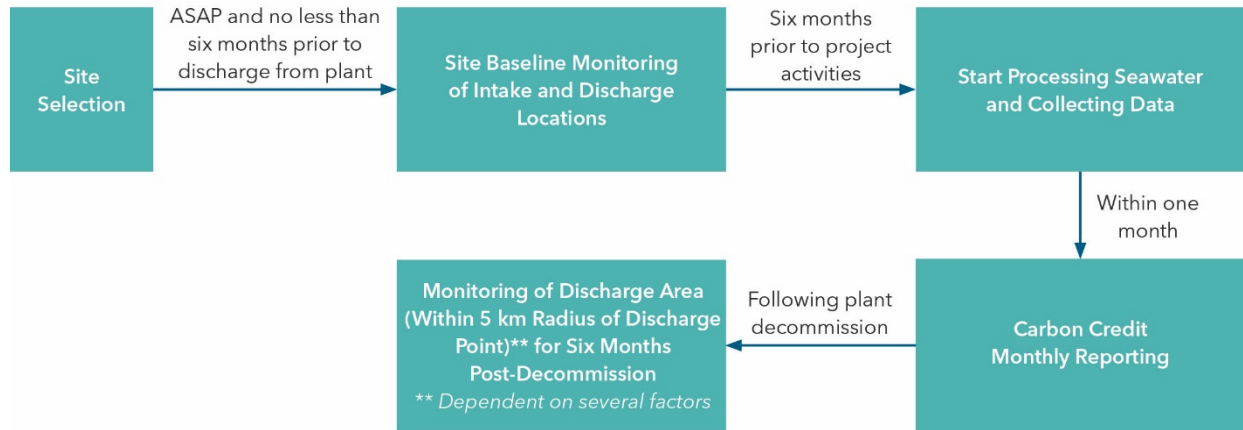 Site
Selection
ASAP and no less than
six months prior to
discharge from plant
Site Baseline Monitoring
of Intake and Discharge
Locations
Six months
prior to project
activities
Start Processing Seawater
and Collecting Data
Within one
month
Carbon Credit
Monthly Reporting
Following plant
decommission
Monitoring of Discharge Area
(Within 5 km Radius of Discharge
Point)** for Six Months
Post-Decommission
** Dependent on several factors